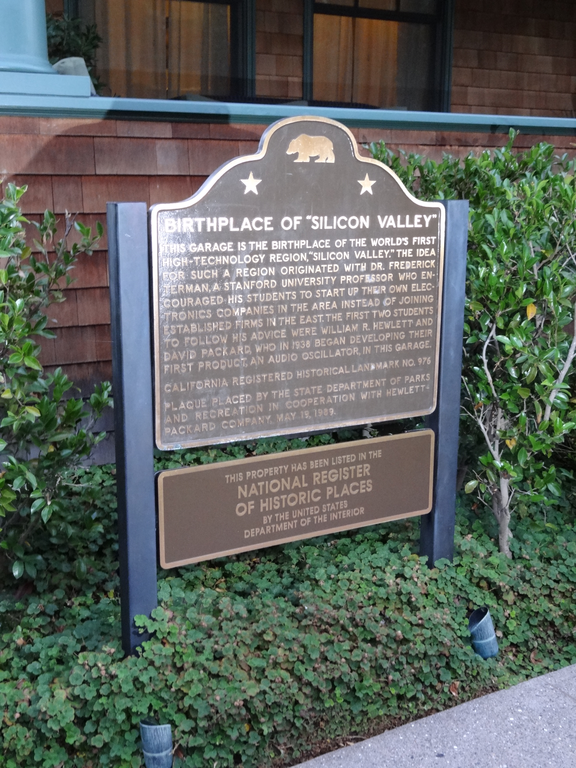 BIRTHPLACE OF "SILICON VALLEY"
THIS GARAGE IS THE BIRTHPLACE OF THE WORLD'S FIRST
HIGH-TECHNOLOGY REGION, "SILICON VALLEY." THE IDEA
FOR SUCH A REGION ORIGINATED WITH DR. FREDERICK
TERMAN, A STANFORD UNIVERSITY PROFESSOR WHO EN-
COURAGED HIS STUDENTS TO START UP THEIR OWN ELEC-
TRONICS COMPANIES IN THE AREA INSTEAD OF JOINING
ESTABLISHED FIRMS IN THE EAST. THE FIRST TWO STUDENTS
TO FOLLOW HIS ADVICE WERE WILLIAM R. HEWLETT AND
DAVID PACKARD, WHO IN 1938 BEGAN DEVELOPING THEIR
FIRST PRODUCT, AN AUDIO OSCILLATOR, IN THIS GARAGE.
CALIFORNIA REGISTERED HISTORICAL LANDMARK NO. 976
PLAQUE PLACED BY THE STATE DEPARTMENT OF PARKS
AND RECREATION IN COOPERATION WITH HEWLETT-
PACKARD COMPANY, MAY 19, 1989.
THIS PROPERTY HAS BEEN LISTED IN THE
NATIONAL REGISTER
OF HISTORIC PLACES
BY THE UNITED STATES
DEPARTMENT OF THE INTERIOR